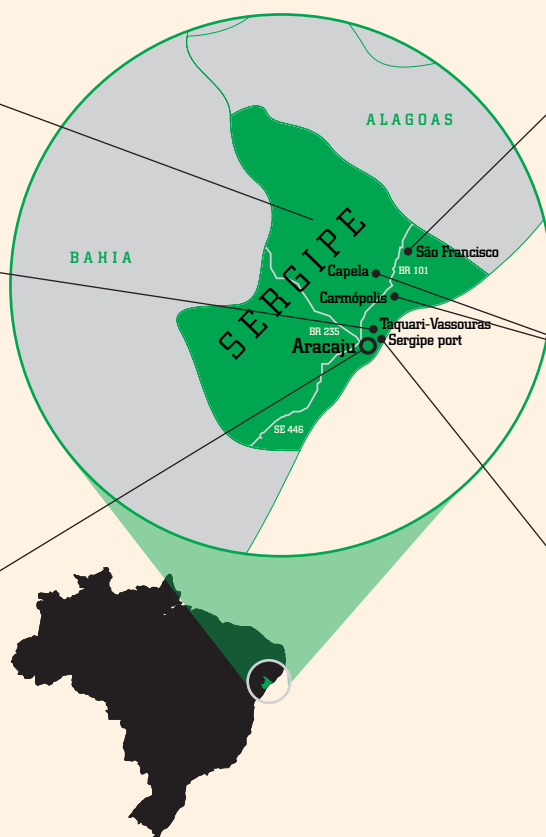 ALAGOAS
BAHIA
SERGIPE
São Francisco
Capela
BR 101
Carmópolis
Taquari-Vassouras
BR 235
Sergipe port
Aracaju
SE 446